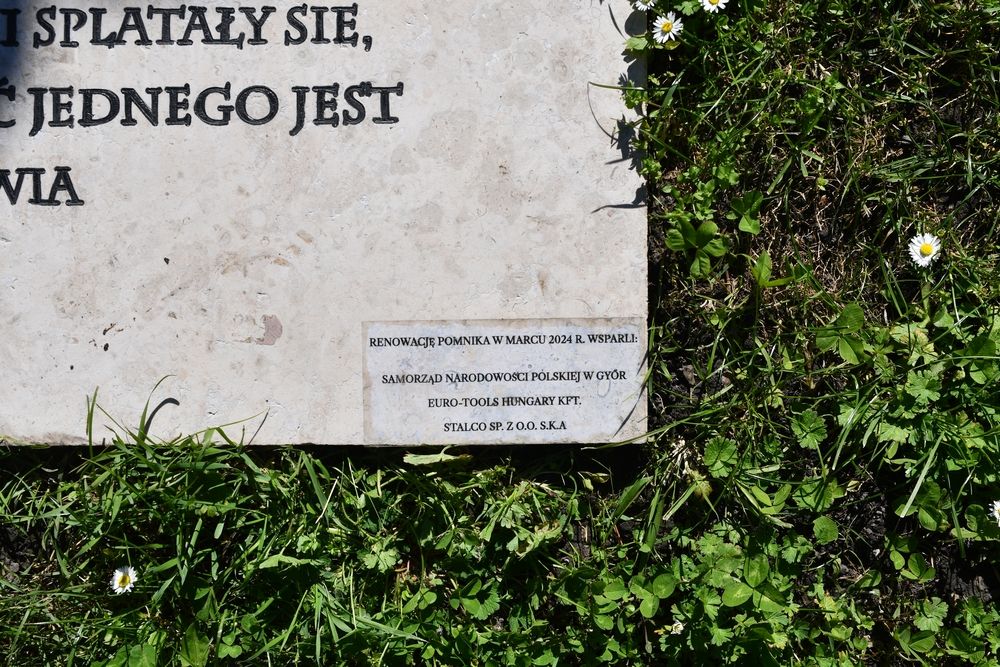 I SPLATAŁY SIĘ,
Ć JEDNEGO JEST
WIA
RENOWACJĘ POMNIKA W MARCU 2024 R. WSPARLI:
SAMORZĄD NARODOWOŚCI POLSKIEJ W GYŐR
EURO-TOOLS HUNGARY KFT.
STALCO SP. Z O.O. S.K.A